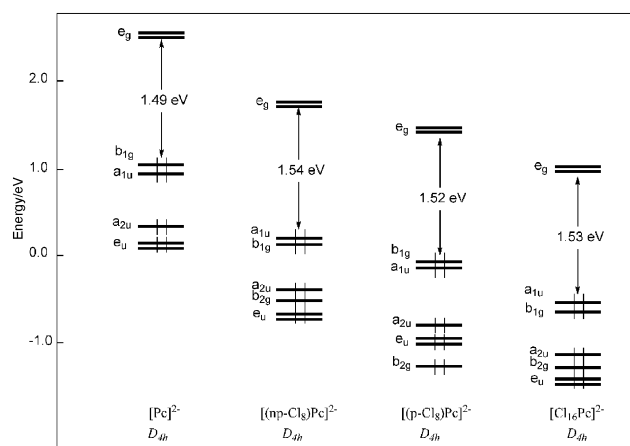 Energy/eV
2.0
1.0
0.0
-1.0
e_g
1.49 eV
b_1g
a_1u
a_2u
e_u
[Pc]²⁻
D_4h
e_g
1.54 eV
a_1u
b_1g
a_2u
b_2g
e_u
[(np-Cl₈)Pc]²⁻
D_4h
e_g
1.52 eV
b_1g
a_1u
a_2u
e_u
b_2g
[(p-Cl₈)Pc]²⁻
D_4h
e_g
1.53 eV
a_1u
b_1g
a_2u
b_2g
e_u
[Cl₁₆Pc]²⁻
D_4h